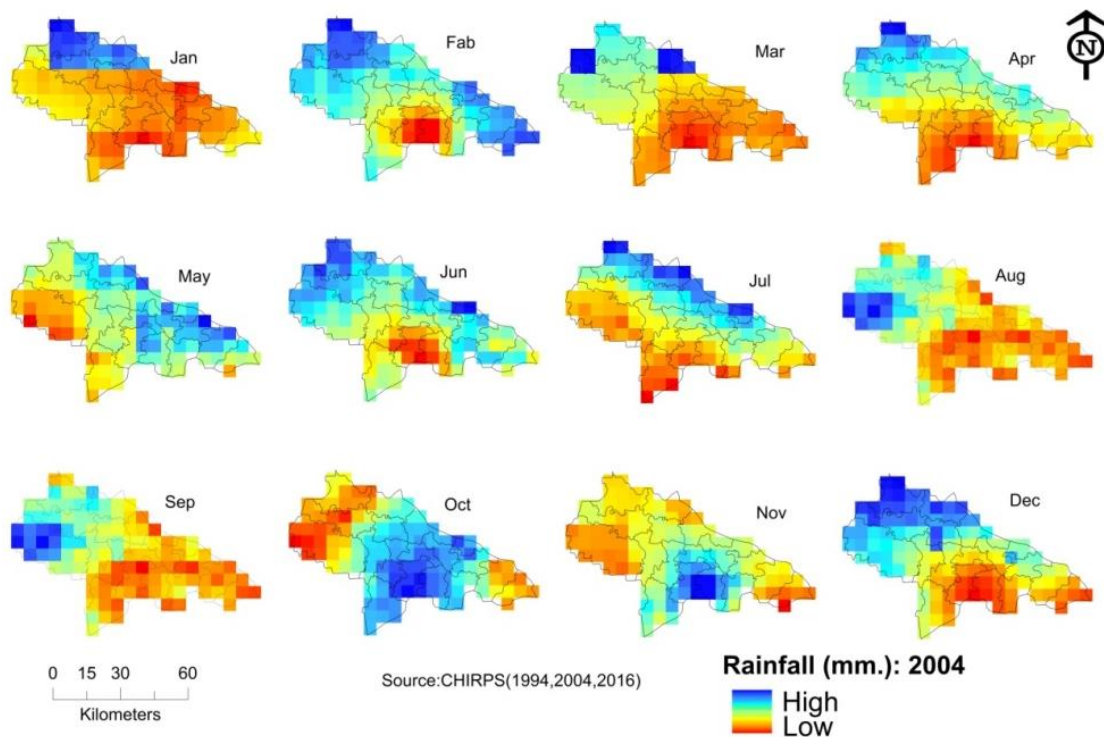 Jan
Fab
Mar
Apr
N
May
Jun
Jul
Aug
Sep
Oct
Nov
Dec
0 15 30 60
Kilometers
Source:CHIRPS(1994,2004,2016)
Rainfall (mm.): 2004
High
Low